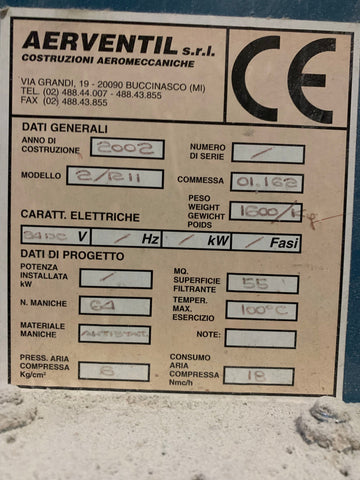 AERVENTIL s.r.l.
COSTRUZIONI AEROMECCANICHE
VIA GRANDI, 19 - 20090 BUCCINASCO (MI)
TEL. (02) 488.44.007 - 488.43.855
FAX (02) 488.43.855
CE
DATI GENERALI
ANNO DI COSTRUZIONE 2002
NUMERO DI SERIE /
MODELLO 2/1211
COMMESSA 01.162
PESO WEIGHT GEWICHT POIDS 1600/Kg
CARATT. ELETTRICHE
24DC V / Hz / kW / Fasi
DATI DI PROGETTO
POTENZA INSTALLATA kW /
MQ. SUPERFICIE FILTRANTE 55
N. MANICHE 64
TEMPER. MAX. ESERCIZIO 100°C
MATERIALE MANICHE
NOTE:
PRESS. ARIA COMPRESSA Kg/cm² 6
CONSUMO ARIA COMPRESSA Nmc/h 18